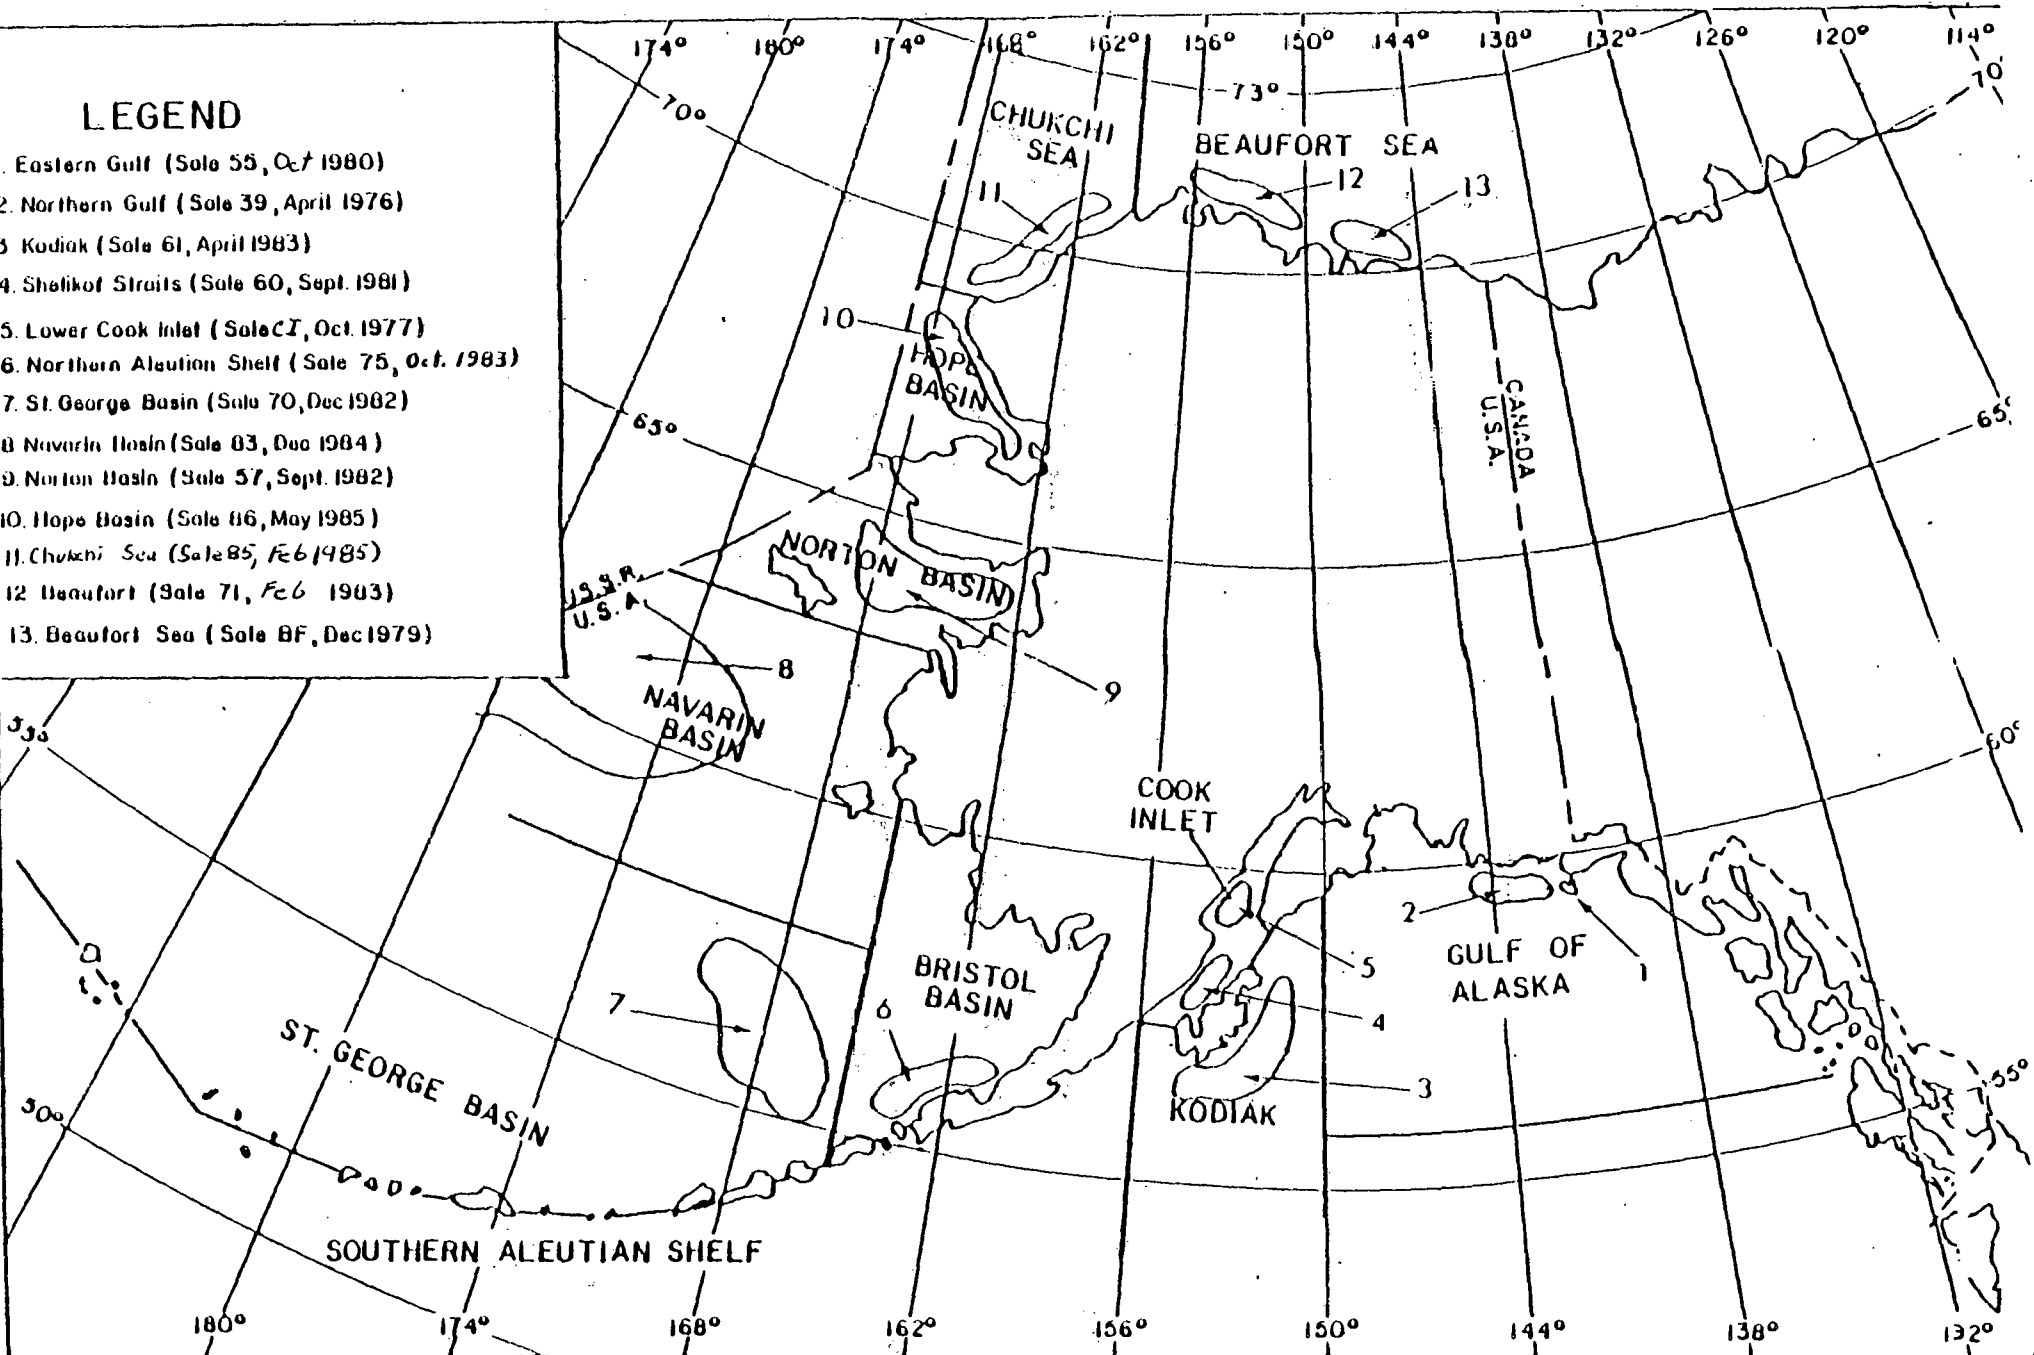 LEGEND
. Eastern Gulf (Sale 55, Oct 1980)
2. Northern Gulf (Sale 39, April 1976)
3 Kodiak (Sale 61, April 1983)
4. Shelikof Straits (Sale 60, Sept. 1981)
5. Lower Cook Inlet (Sale CI, Oct. 1977)
6. Northern Aleutian Shelf (Sale 75, Oct. 1983)
7. St. George Basin (Sale 70, Dec 1982)
8 Navarin Basin (Sale 83, Dec 1984)
9. Norton Basin (Sale 57, Sept. 1982)
10. Hope Basin (Sale 86, May 1985)
11. Chukchi Sea (Sale 85, Feb 1985)
12 Beaufort (Sale 71, Feb 1983)
13. Beaufort Sea (Sale BF, Dec 1979)
174° 180° 174° 168° 162° 156° 150° 144° 138° 132° 126° 120° 114°
70°
73°
70°
CHUKCHI
SEA
BEAUFORT SEA
11
12
13
10
HOPE
BASIN
65°
CANADA
U.S.A.
65°
NORTON BASIN
U.S.S.R.
U.S.A.
8
9
NAVARIN
BASIN
55°
60°
COOK
INLET
2
5
1
GULF OF
ALASKA
BRISTOL
BASIN
7
6
4
3
KODIAK
ST. GEORGE BASIN
50°
55°
SOUTHERN ALEUTIAN SHELF
180° 174° 168° 162° 156° 150° 144° 138° 132°